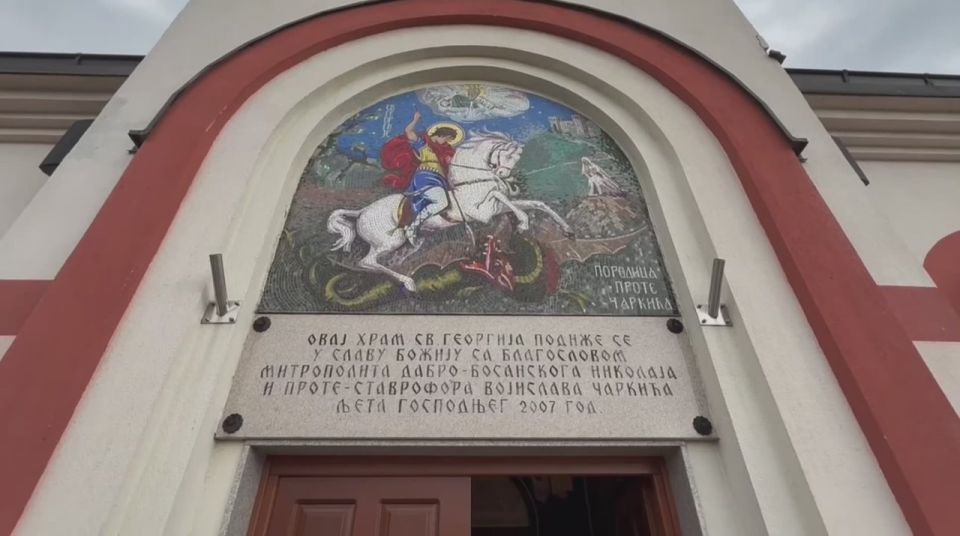 ПОРОДИЦА
ПРОТЕ
ЧАРКИЋА
ОВАЈ ХРАМ СВ. ГЕОРГИЈА ПОДИЖЕ СЕ
У СЛАВУ БОЖИЈУ СА БЛАГОСЛОВОМ
МИТРОПОЛИТА ДАБРО-БОСАНСКОГА НИКОЛАЈА
И ПРОТЕ-СТАВРОФОРА ВОЈИСЛАВА ЧАРКИЋА
ЉЕТА ГОСПОДЊЕГ 2007 ГОД.